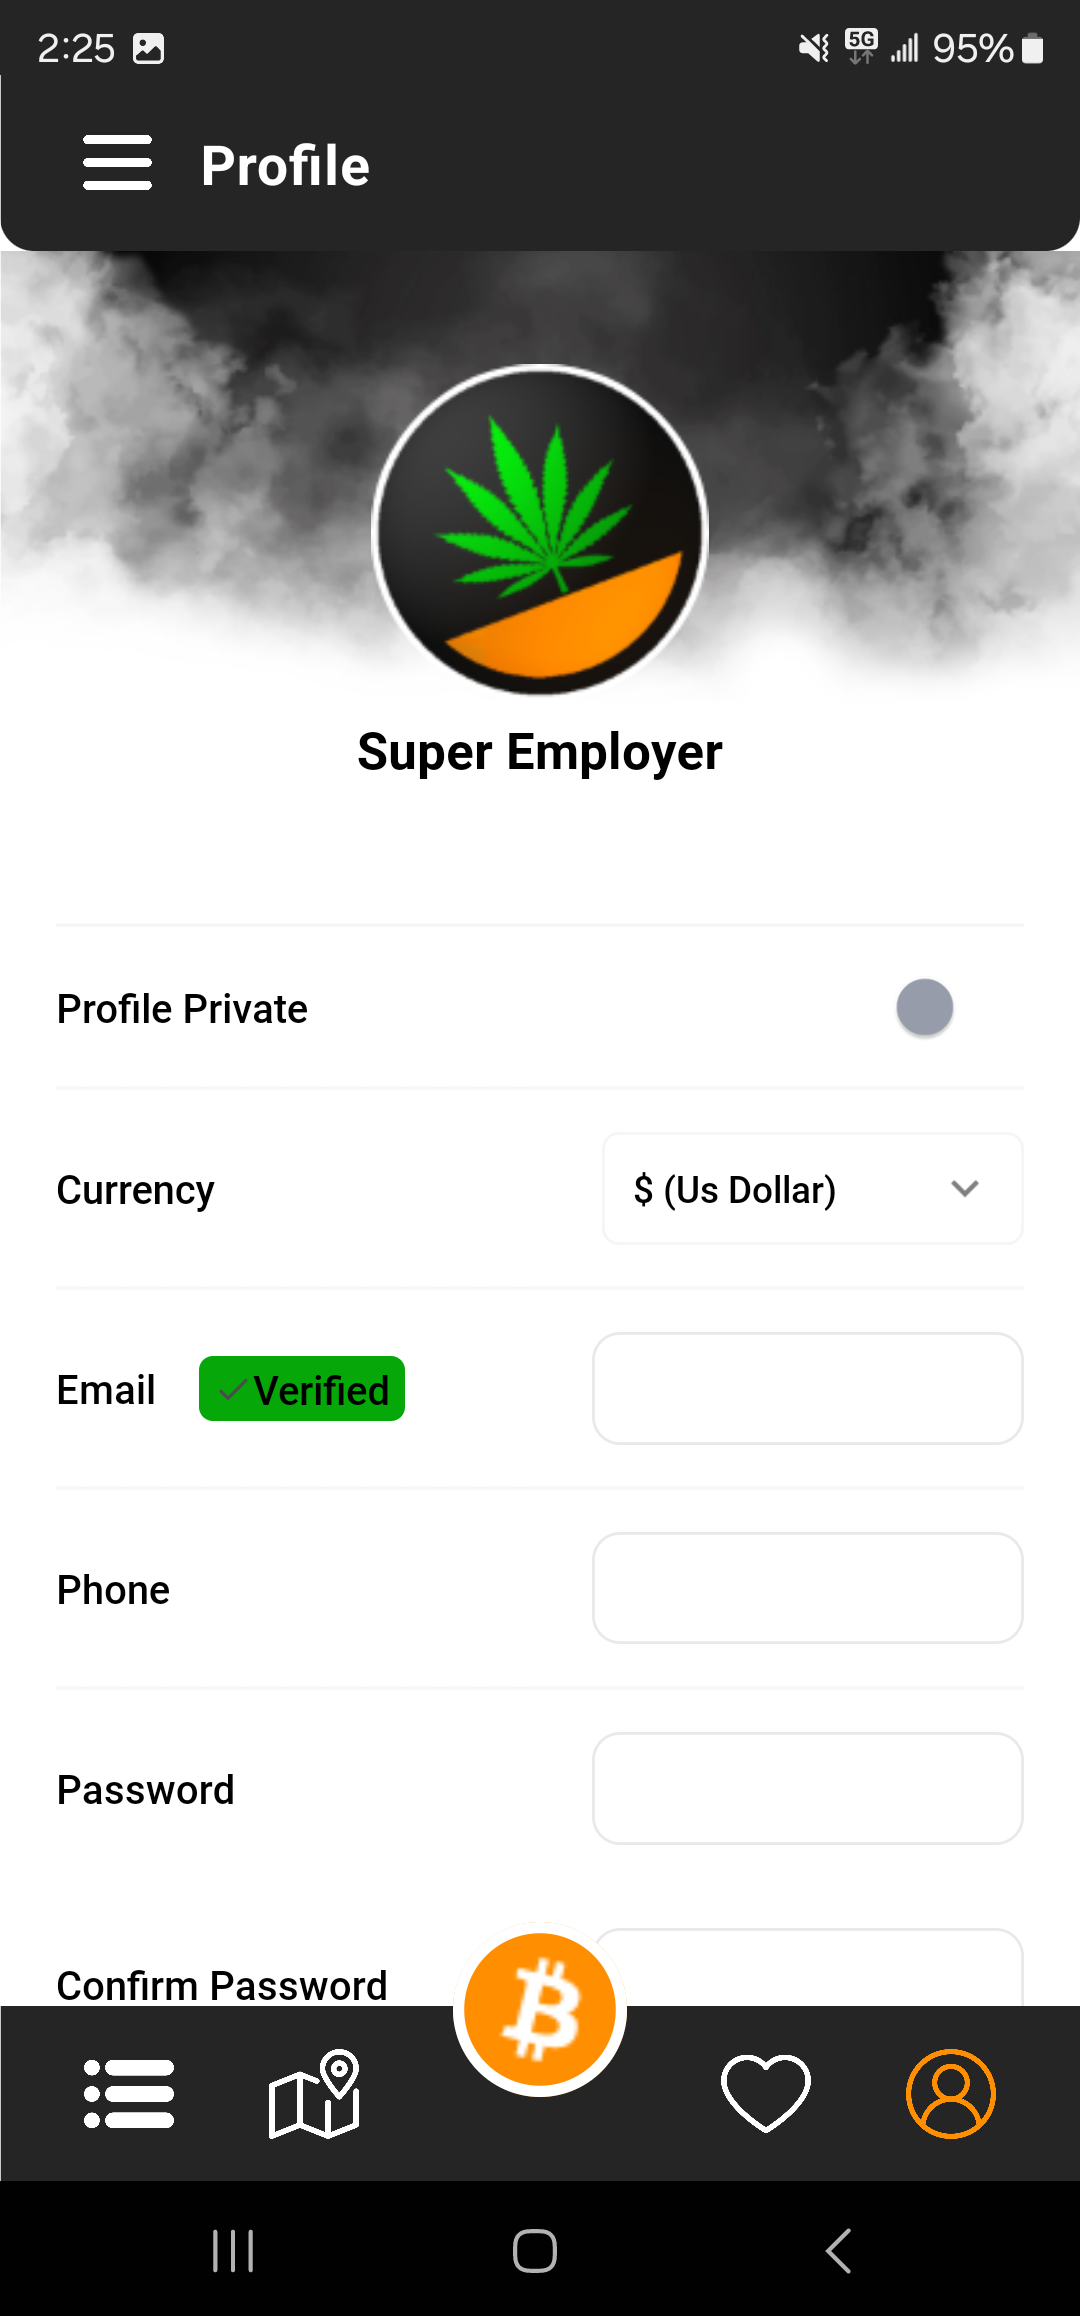 2:25 5G 95%
Profile
Super Employer
Profile Private
Currency $ (Us Dollar)
Email Verified
Phone
Password
Confirm Password